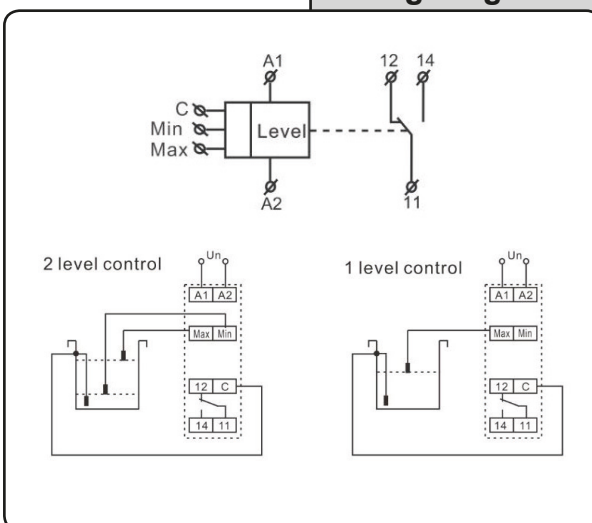 A1
12 14
C
Min
Max
Level
A2
11
2 level control
Un
A1 A2
Max Min
12 C
14 11
1 level control
Un
A1 A2
Max Min
12 C
14 11